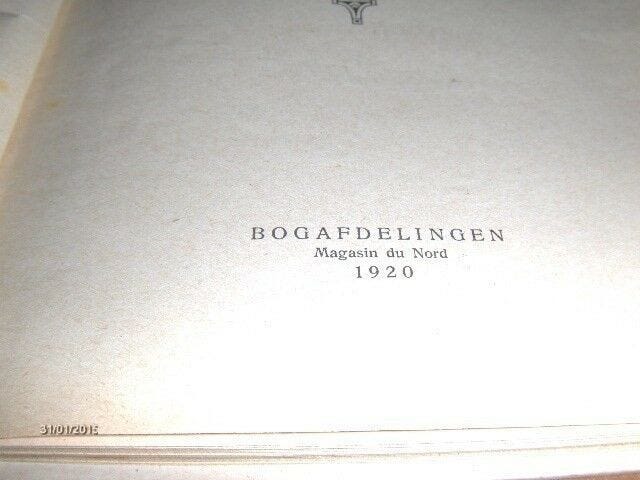 BOGAFDELINGEN
Magasin du Nord
1920
31/01/2015